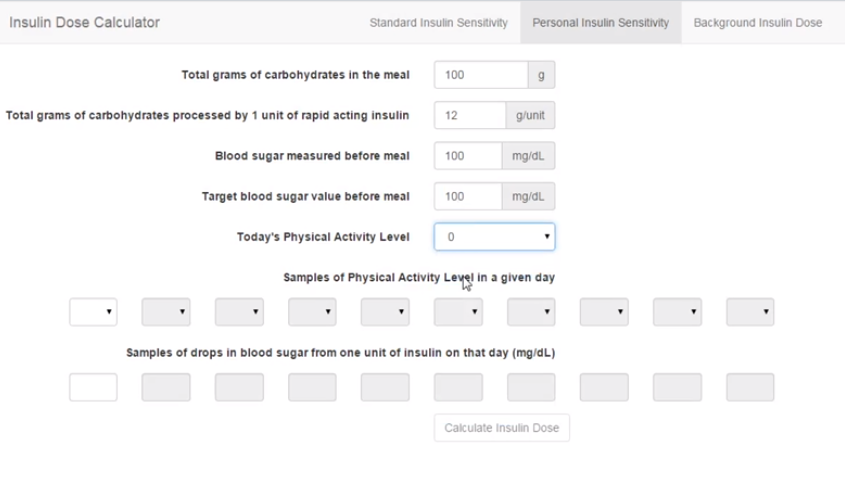 Insulin Dose Calculator Standard Insulin Sensitivity Personal Insulin Sensitivity Background Insulin Dose
Total grams of carbohydrates in the meal 100 g
Total grams of carbohydrates processed by 1 unit of rapid acting insulin 12 g/unit
Blood sugar measured before meal 100 mg/dL
Target blood sugar value before meal 100 mg/dL
Today's Physical Activity Level 0
Samples of Physical Activity Level in a given day
Samples of drops in blood sugar from one unit of insulin on that day (mg/dL)
Calculate Insulin Dose